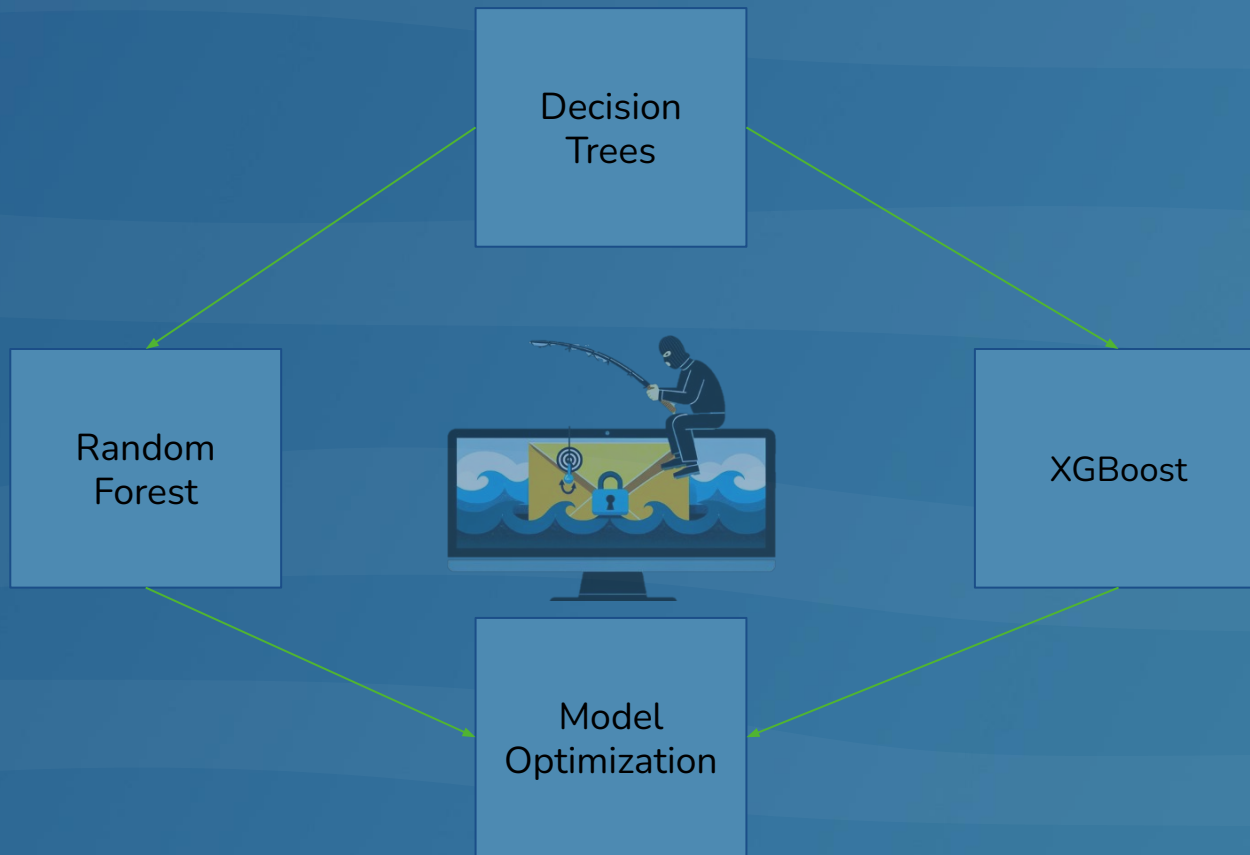 Decision
Trees
Random
Forest
XGBoost
Model
Optimization